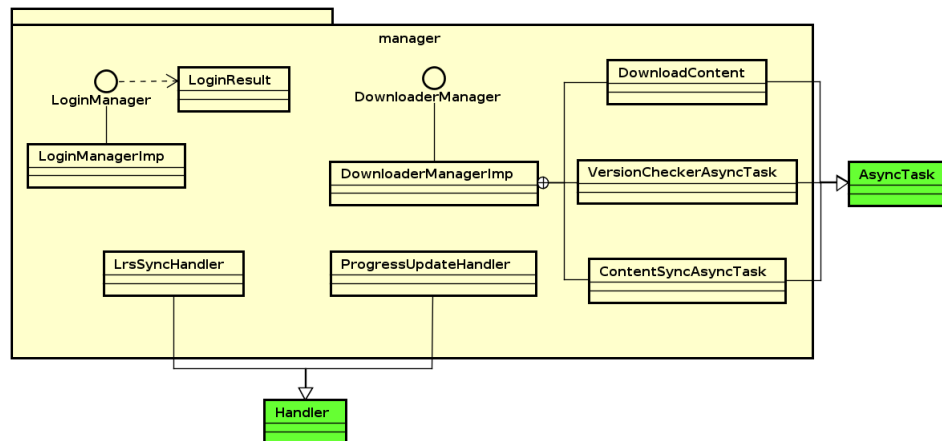 manager
LoginResult
LoginManager
LoginManagerImp
DownloaderManager
DownloaderManagerImp
DownloadContent
VersionCheckerAsyncTask
AsyncTask
LrsSyncHandler
ProgressUpdateHandler
ContentSyncAsyncTask
Handler